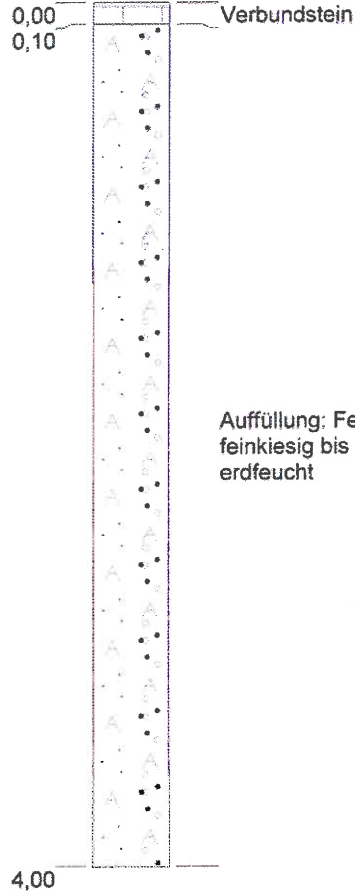 0,00 Verbundstein
0,10
Auffüllung:
feinkiesig bis
erdfeucht
4,00